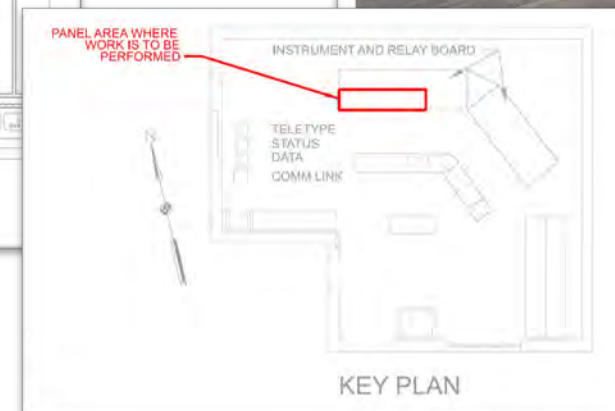 PANEL AREA WHERE
WORK IS TO BE
PERFORMED
INSTRUMENT AND RELAY BOARD
TELETYPE
STATUS
DATA
COMM LINK
N
KEY PLAN